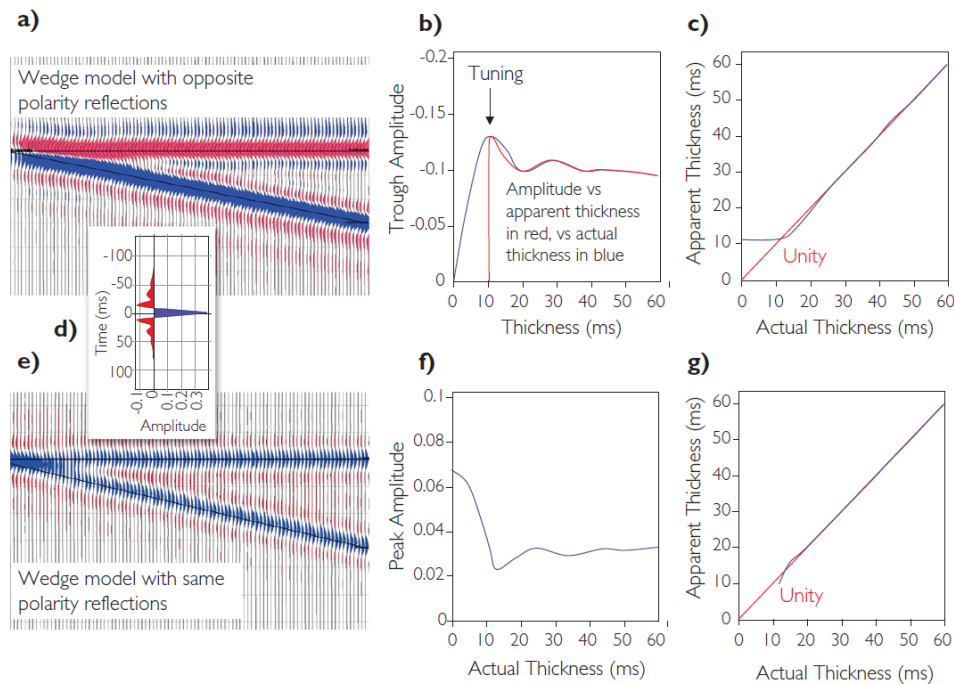 a)
Wedge model with opposite
polarity reflections
b)
-0.2
-0.15
-0.10
-0.05
0
Trough Amplitude
Tuning
Amplitude vs
apparent thickness
in red, vs actual
thickness in blue
0 10 20 30 40 50 60
Thickness (ms)
c)
60
50
40
30
20
10
0
Apparent Thickness (ms)
Unity
0 10 20 30 40 50 60
Actual Thickness (ms)
d)
-100
-50
0
50
100
Time (ms)
-0.1 0 0.1 0.2 0.3
Amplitude
e)
Wedge model with same
polarity reflections
f)
0.1
0.08
0.06
0.04
0.02
0
Peak Amplitude
0 10 20 30 40 50 60
Actual Thickness (ms)
g)
60
50
40
30
20
10
0
Apparent Thickness (ms)
Unity
0 10 20 30 40 50 60
Actual Thickness (ms)